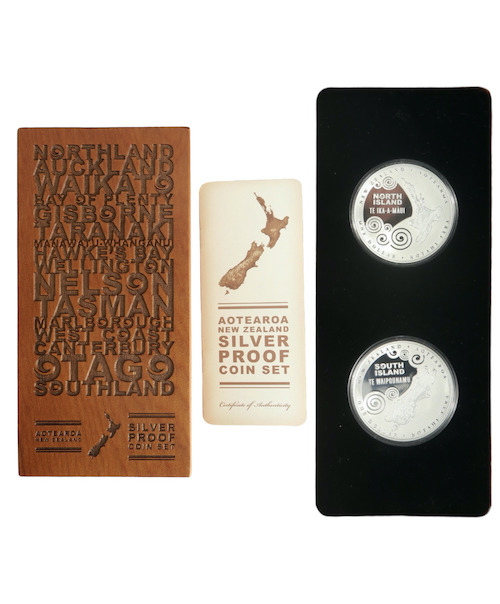 NORTHLAND
AUCKLAND
WAIKATO
BAY OF PLENTY
GISBORNE
TARANAKI
MANAWATU-WHANGANUI
HAWKE'S BAY
WELLINGTON
NELSON
TASMAN
MARLBOROUGH
WEST COAST
CANTERBURY
OTAGO
SOUTHLAND
AOTEAROA
NEW ZEALAND
SILVER
PROOF
COIN SET
AOTEAROA
NEW ZEALAND
SILVER
PROOF
COIN SET
Certificate of Authenticity
NORTH
ISLAND
TE IKA-A-MĀUI
SOUTH
ISLAND
TE WAIPOUNAMU